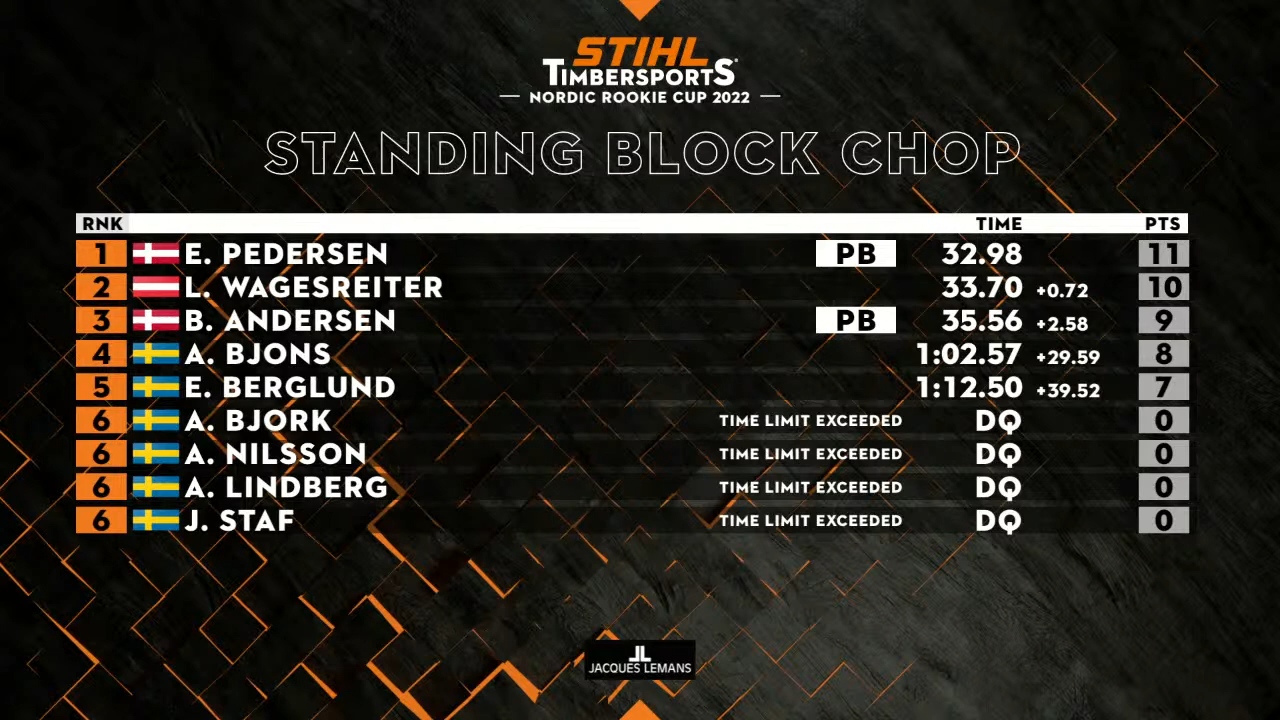 STIHL
TIMBERSPORTS
NORDIC ROOKIE CUP 2022
STANDING BLOCK CHOP
RNK TIME PTS
1 E. PEDERSEN PB 32.98 11
2 L. WAGESREITER 33.70 +0.72 10
3 B. ANDERSEN PB 35.56 +2.58 9
4 A. BJONS 1:02.57 +29.59 8
5 E. BERGLUND 1:12.50 +39.52 7
6 A. BJORK TIME LIMIT EXCEEDED DQ 0
6 A. NILSSON TIME LIMIT EXCEEDED DQ 0
6 A. LINDBERG TIME LIMIT EXCEEDED DQ 0
6 J. STAF TIME LIMIT EXCEEDED DQ 0
JL
JACQUES LEMANS